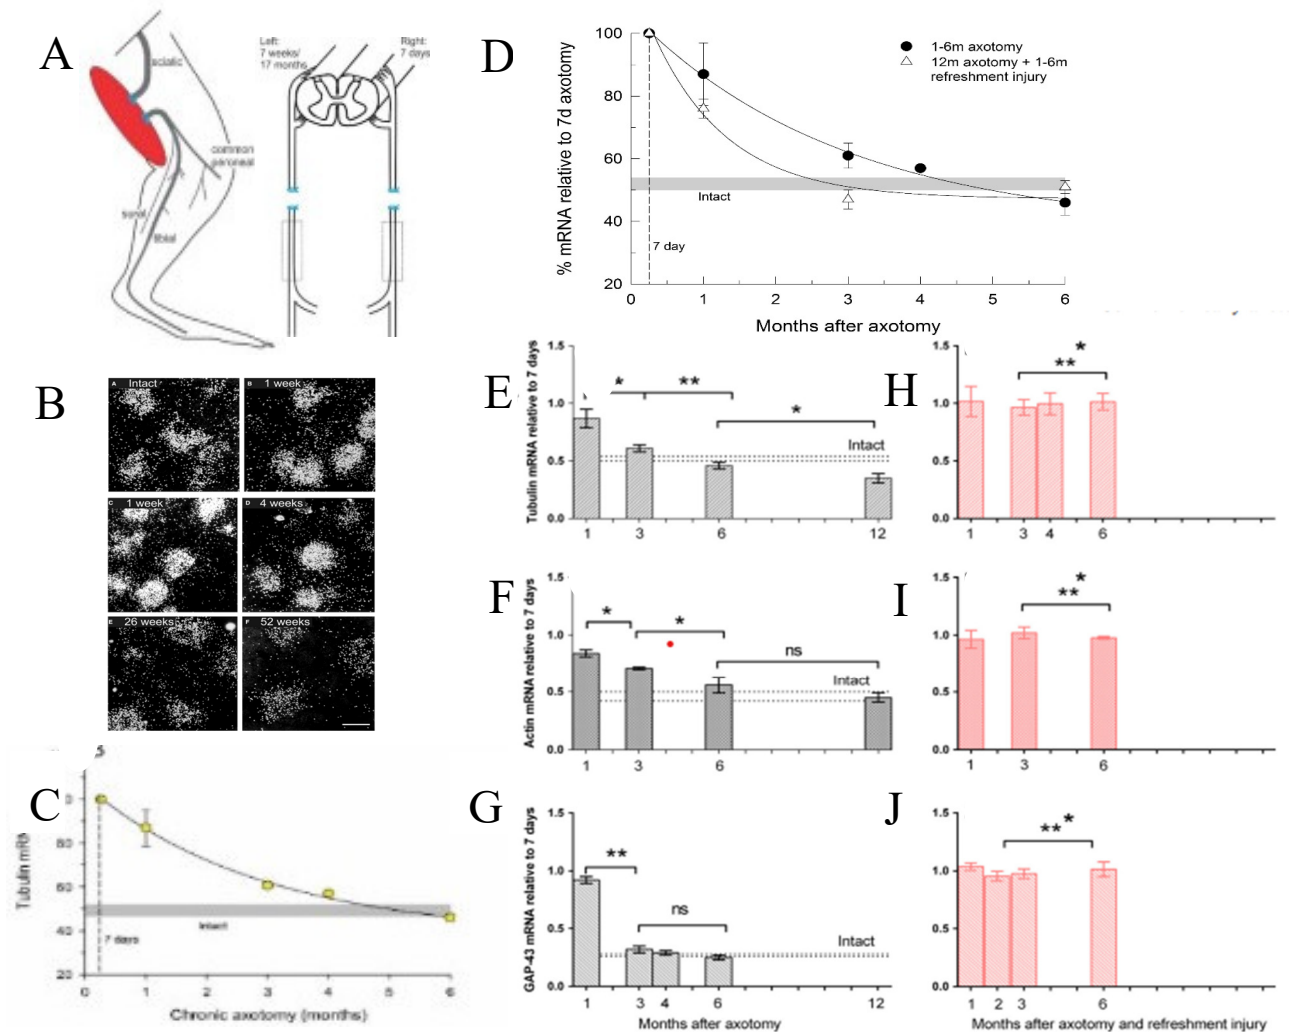 A
sciatic
common
peroneal
sural
tibial
Left:
7 weeks/
17 months
Right:
7 days
D
% mRNA relative to 7d axotomy
100
80
60
40
20
1-6m axotomy
12m axotomy + 1-6m
refreshment injury
Intact
7 day
0 1 2 3 4 5 6
Months after axotomy
B
A Intact
B 1 week
C 1 week
D 4 weeks
E 26 weeks
F 52 weeks
C
5
80
60
40
20
Intact
7 days
0 1 2 3 4 5 6
Chronic axotomy (months)
E
Tubulin mRNA relative to 7 days
1.5
1.0
0.5
0.0
* ** *
Intact
1 3 6 12
H
1.5
1.0
0.5
0.0
*
**
1 3 4 6
F
Actin mRNA relative to 7 days
1.5
1.0
0.5
0.0
* * ns
Intact
1 3 6 12
I
1.5
1.0
0.5
0.0
*
**
1 3 6
G
GAP-43 mRNA relative to 7 days
1.5
1.0
0.5
0.0
** ns
Intact
1 3 4 6 12
Months after axotomy
J
1.5
1.0
0.5
0.0
*
**
1 2 3 6
Months after axotomy and refreshment injury